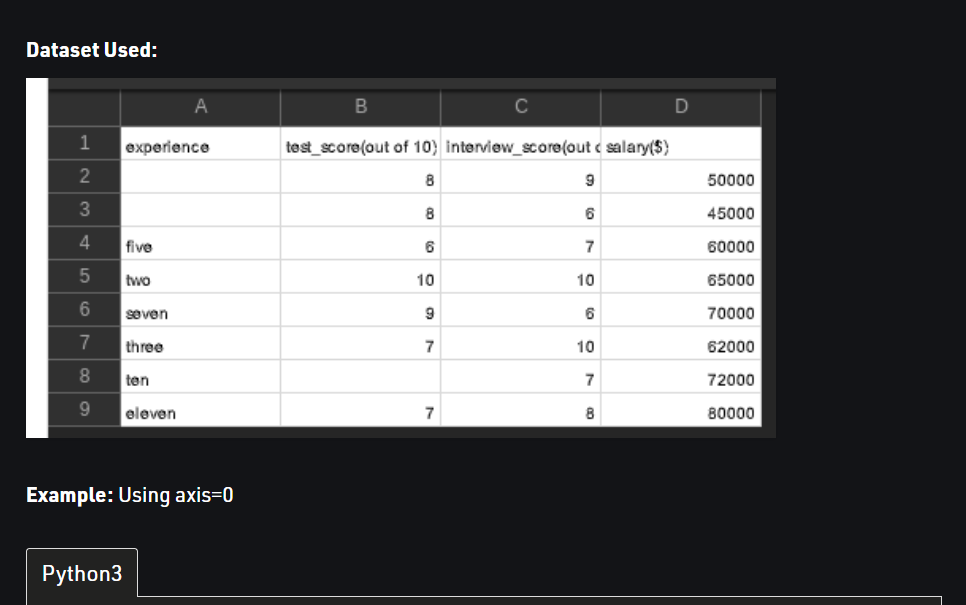 Dataset Used:
A B C D
1 experience test_score(out of 10) interview_score(out c salary($)
2 8 9 50000
3 8 6 45000
4 five 6 7 60000
5 two 10 10 65000
6 seven 9 6 70000
7 three 7 10 62000
8 ten 7 72000
9 eleven 7 8 80000
Example: Using axis=0
Python3